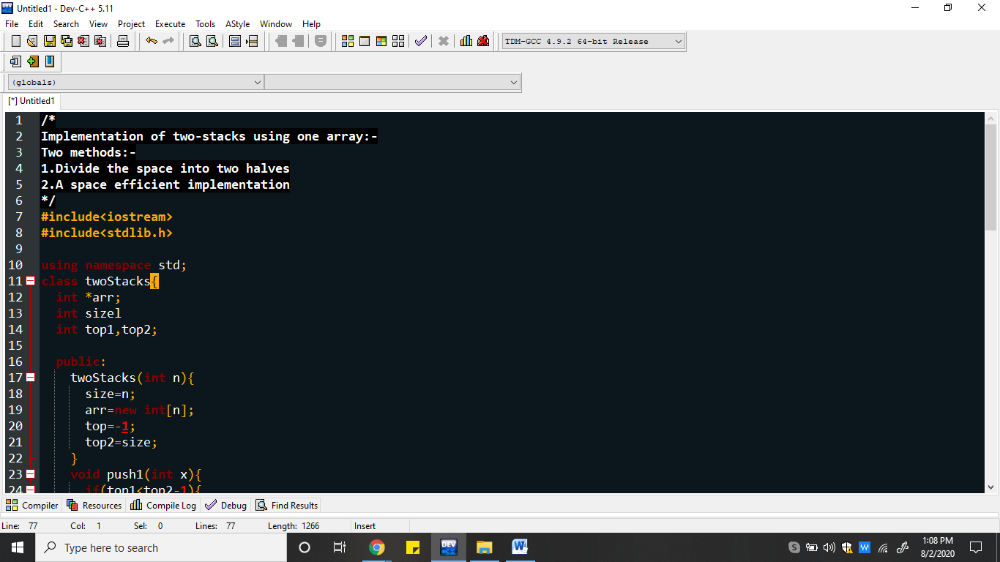 Untitled1 - Dev-C++ 5.11
File Edit Search View Project Execute Tools AStyle Window Help
TDM-GCC 4.9.2 64-bit Release
(globals)
[*] Untitled1
1 /*
2 Implementation of two-stacks using one array:-
3 Two methods:-
4 1.Divide the space into two halves
5 2.A space efficient implementation
6 */
7 #include<iostream>
8 #include<stdlib.h>
9
10 using namespace std;
11 class twoStacks{
12 int *arr;
13 int sizel
14 int top1,top2;
15
16 public:
17 twoStacks(int n){
18 size=n;
19 arr=new int[n];
20 top=-1;
21 top2=size;
22 }
23 void push1(int x){
24 if(top1<top2-1){
Compiler Resources Compile Log Debug Find Results
Line: 77 Col: 1 Sel: 0 Lines: 77 Length: 1266 Insert
Type here to search
DEV C++
1:08 PM
8/2/2020